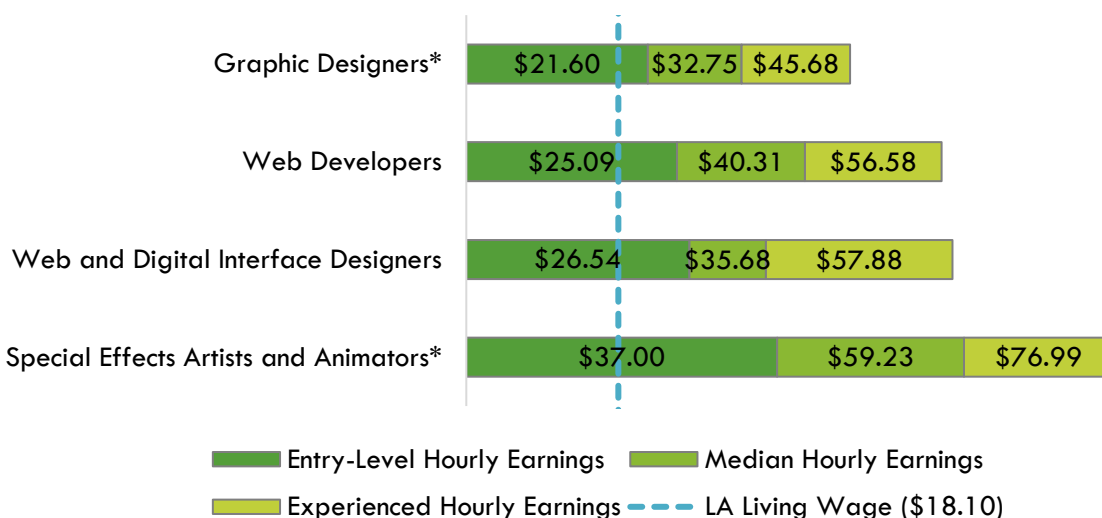 Graphic Designers* $21.60 $32.75 $45.68
Web Developers $25.09 $40.31 $56.58
Web and Digital Interface Designers $26.54 $35.68 $57.88
Special Effects Artists and Animators* $37.00 $59.23 $76.99
Entry-Level Hourly Earnings Median Hourly Earnings
Experienced Hourly Earnings LA Living Wage ($18.10)